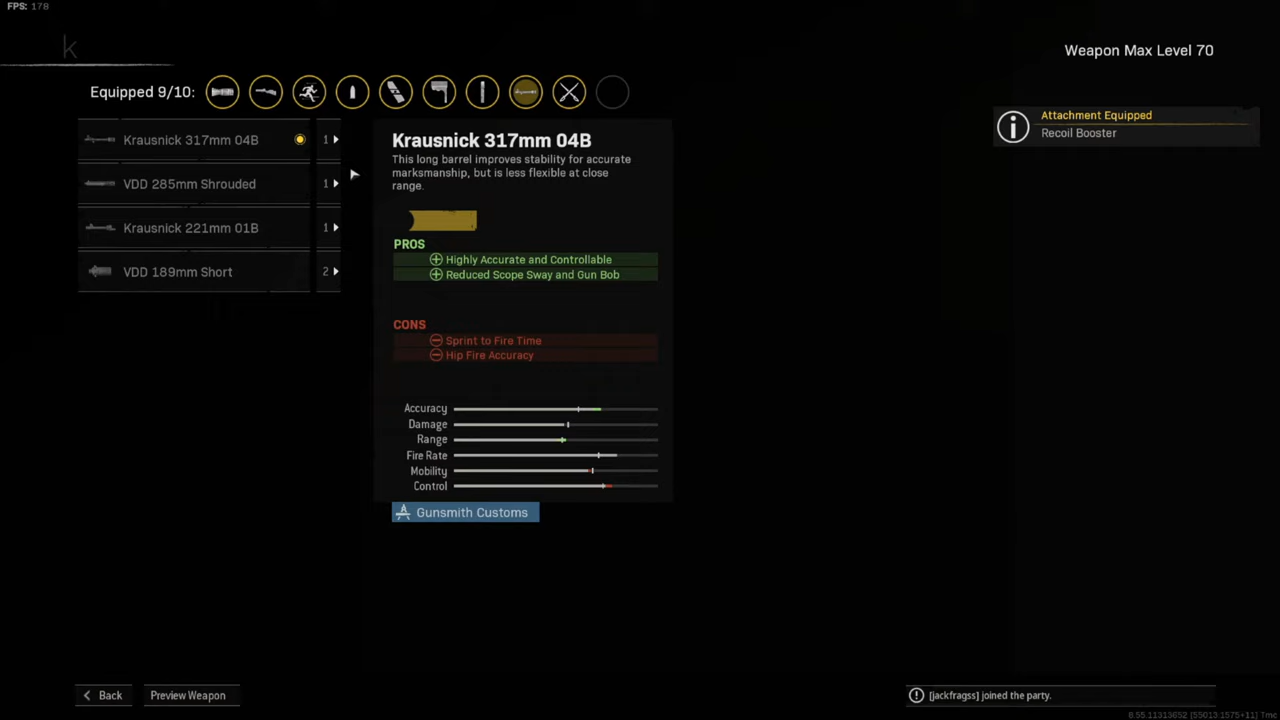 FPS: 178
k
Weapon Max Level 70
Equipped 9/10:
Attachment Equipped
Recoil Booster
Krausnick 317mm 04B 1
VDD 285mm Shrouded 1
Krausnick 221mm 01B 1
VDD 189mm Short 2
Krausnick 317mm 04B
This long barrel improves stability for accurate
marksmanship, but is less flexible at close
range.
PROS
Highly Accurate and Controllable
Reduced Scope Sway and Gun Bob
CONS
Sprint to Fire Time
Hip Fire Accuracy
Accuracy
Damage
Range
Fire Rate
Mobility
Control
Gunsmith Customs
Back
Preview Weapon
[jackfragss] joined the party.